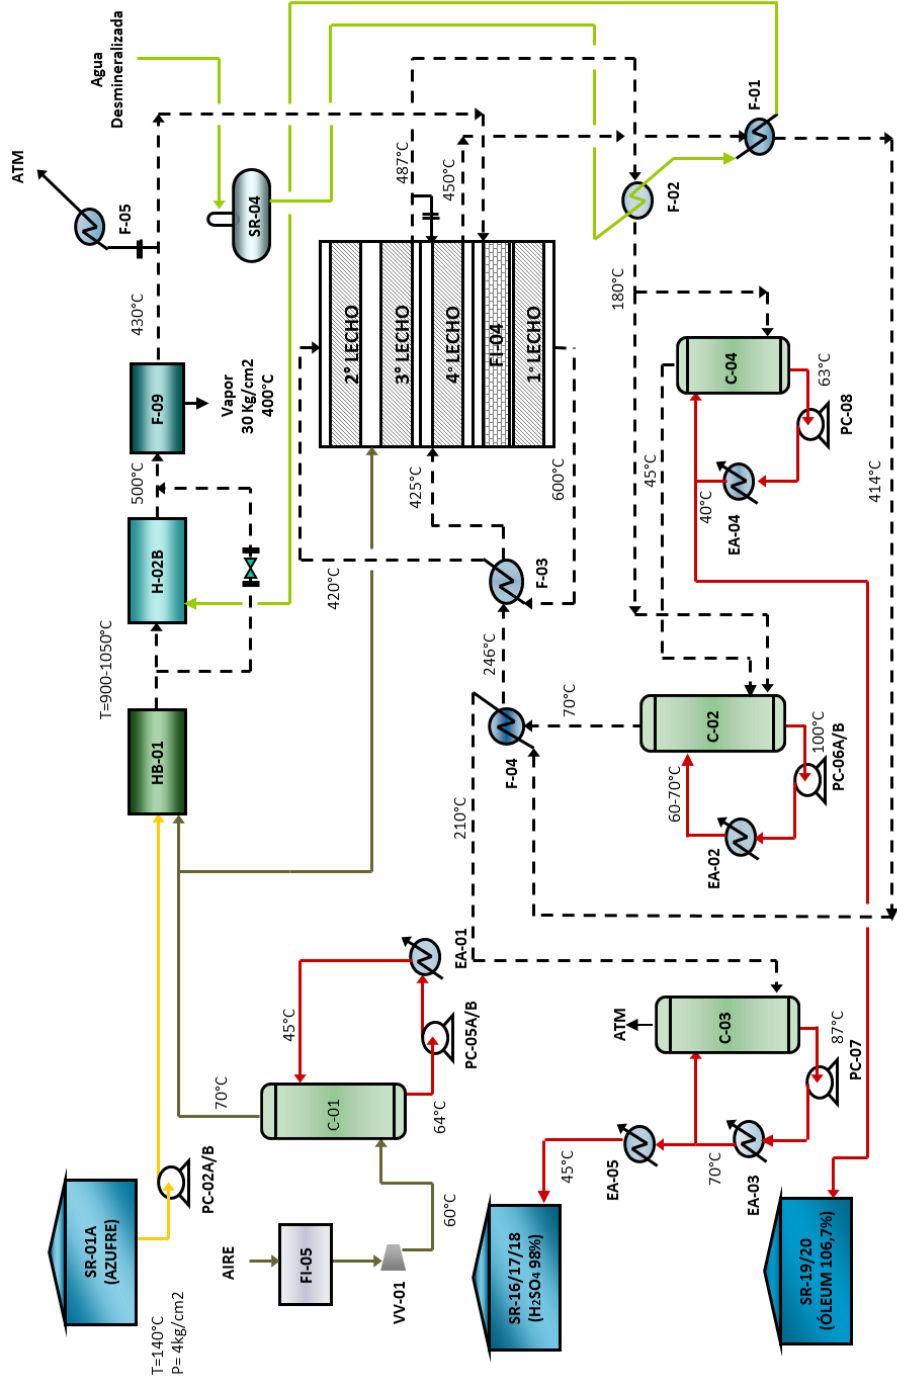 SR-01A
(AZUFRE)
T=140°C
P= 4kg/cm2
PC-02A/B
HB-01
T=900-1050°C
H-02B
500°C
F-09
Vapor
30 Kg/cm2
400°C
430°C
F-05
ATM
Agua
Desmineralizada
SR-04
AIRE
FI-05
VV-01
60°C
C-01
70°C
45°C
64°C
PC-05A/B
EA-01
420°C
2° LECHO
3° LECHO
4° LECHO
FI-04
1° LECHO
487°C
450°C
425°C
600°C
F-03
246°C
F-04
210°C
70°C
F-02
F-01
180°C
414°C
C-04
45°C
63°C
PC-08
EA-04
40°C
C-02
100°C
PC-06A/B
EA-02
60-70°C
C-03
ATM
87°C
PC-07
EA-03
70°C
EA-05
45°C
SR-16/17/18
(H₂SO₄ 98%)
SR-19/20
(ÓLEUM 106,7%)